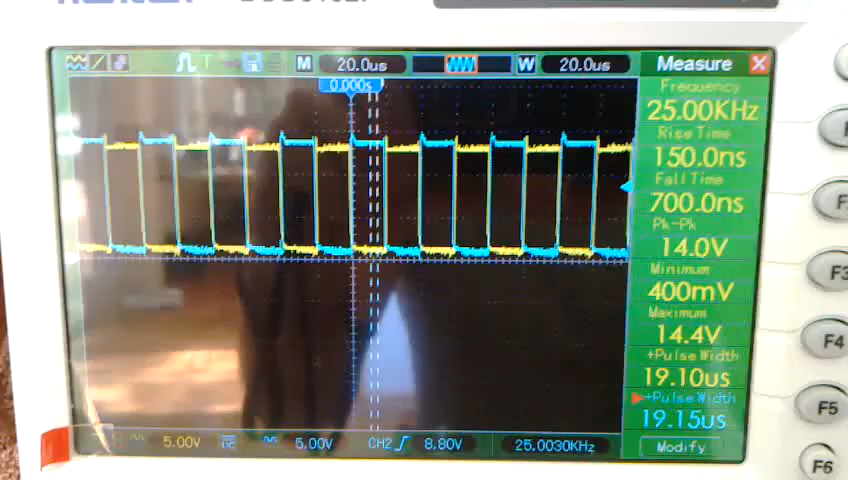 M 20.0us W 20.0us Measure
0.000s
Frequency
25.00KHz
Rise Time
150.0ns
Fall Time
700.0ns
Pk-Pk
14.0V
Minimum
400mV
Maximum
14.4V
+Pulse Width
19.10us
+Pulse Width
19.15us
5.00V 5.00V CH2 8.80V 25.0030KHz Modify
F3
F4
F5
F6